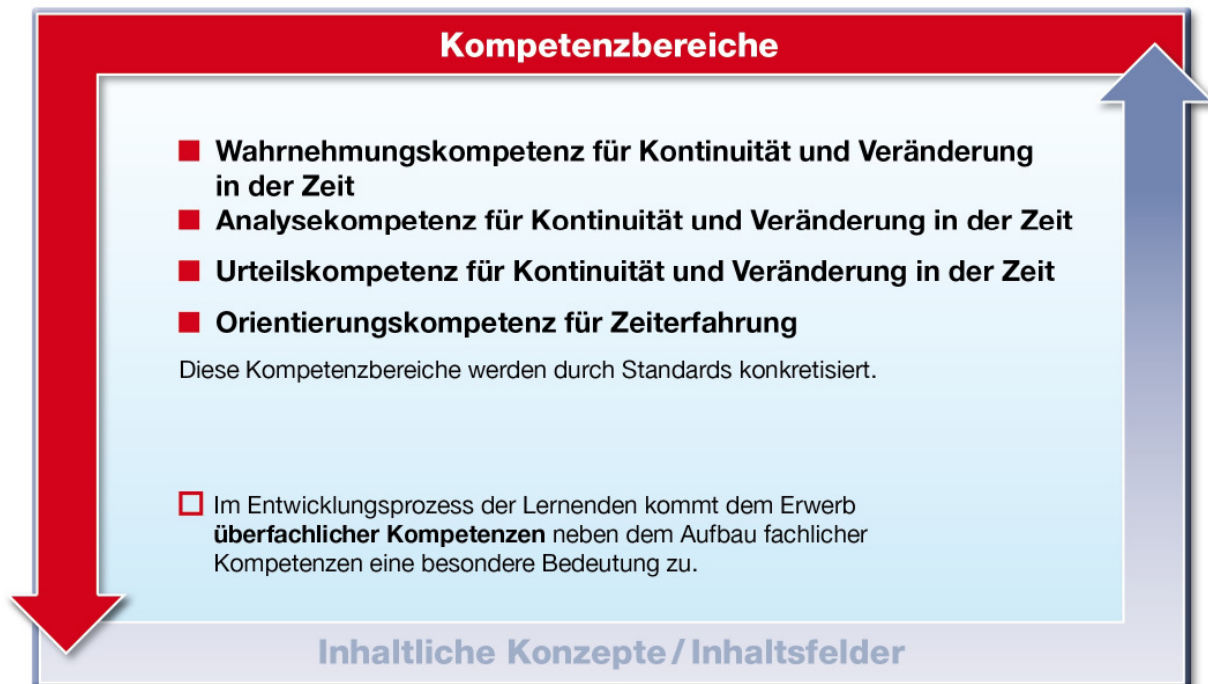 Kompetenzbereiche
Wahrnehmungskompetenz für Kontinuität und Veränderung
in der Zeit
Analysekompetenz für Kontinuität und Veränderung in der Zeit
Urteilskompetenz für Kontinuität und Veränderung in der Zeit
Orientierungskompetenz für Zeiterfahrung
Diese Kompetenzbereiche werden durch Standards konkretisiert.
Im Entwicklungsprozess der Lernenden kommt dem Erwerb
überfachlicher Kompetenzen neben dem Aufbau fachlicher
Kompetenzen eine besondere Bedeutung zu.
Inhaltliche Konzepte/Inhaltsfelder